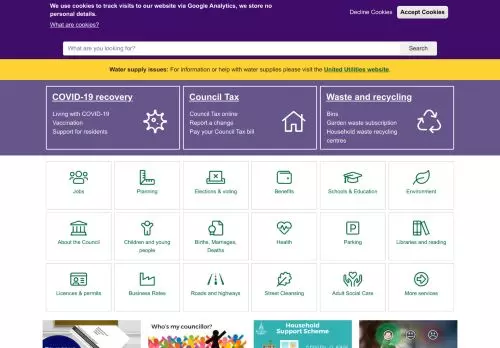 We use cookies to track visits to our website via Google Analytics, we store no
personal details.
What are cookies?
Decline Cookies
Accept Cookies
What are you looking for?
Search
Water supply issues: For information or help with water supplies please visit the United Utilities website.
COVID-19 recovery
Living with COVID-19
Vaccination
Support for residents
Council Tax
Council Tax online
Report a change
Pay your Council Tax bill
Waste and recycling
Bins
Garden waste subscription
Household waste recycling
centres
Jobs
Planning
Elections & voting
Benefits
Schools & Education
Environment
About the Council
Children and young
people
Births, Marriages,
Deaths
Health
Parking
Libraries and reading
Licences & permits
Business Rates
Roads and highways
Street Cleansing
Adult Social Care
More services
Who's my councillor?
Household
Support Scheme